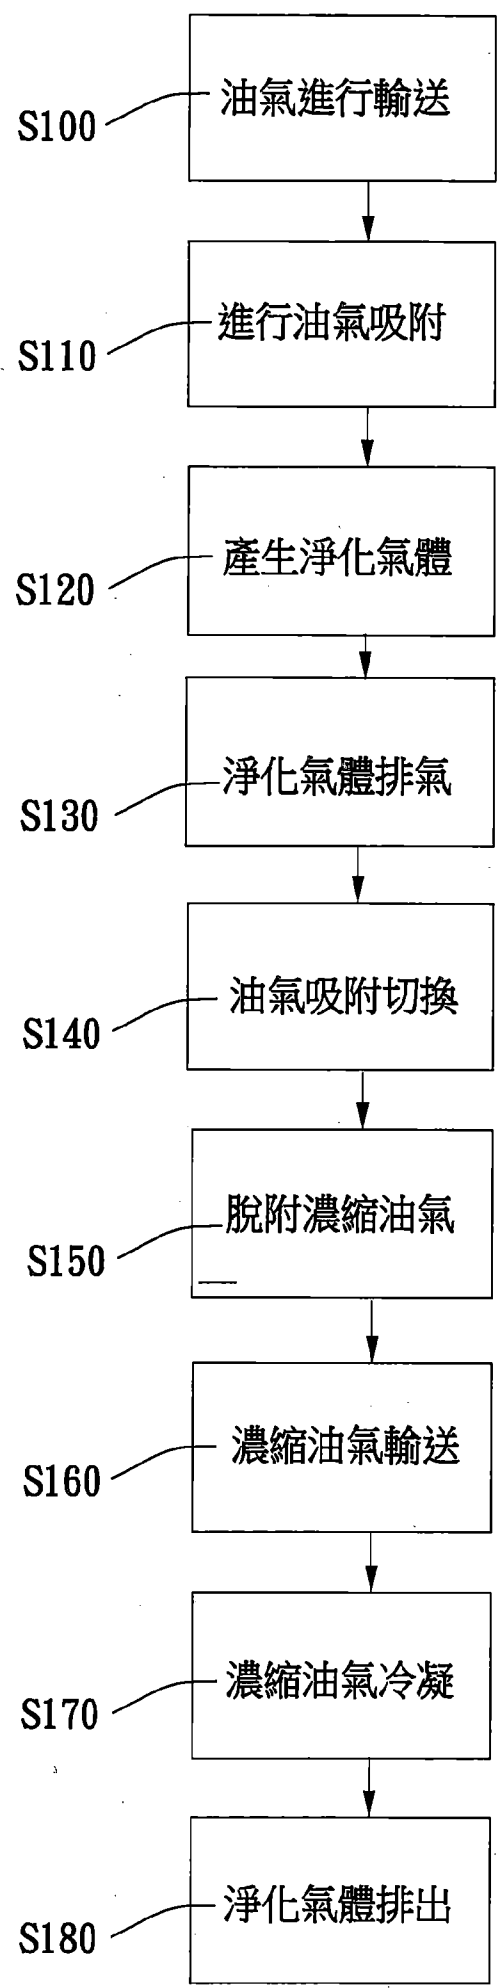 S100
油氣進行輸送
S110
進行油氣吸附
S120
產生淨化氣體
S130
淨化氣體排氣
S140
油氣吸附切換
S150
脫附濃縮油氣
S160
濃縮油氣輸送
S170
濃縮油氣冷凝
S180
淨化氣體排出